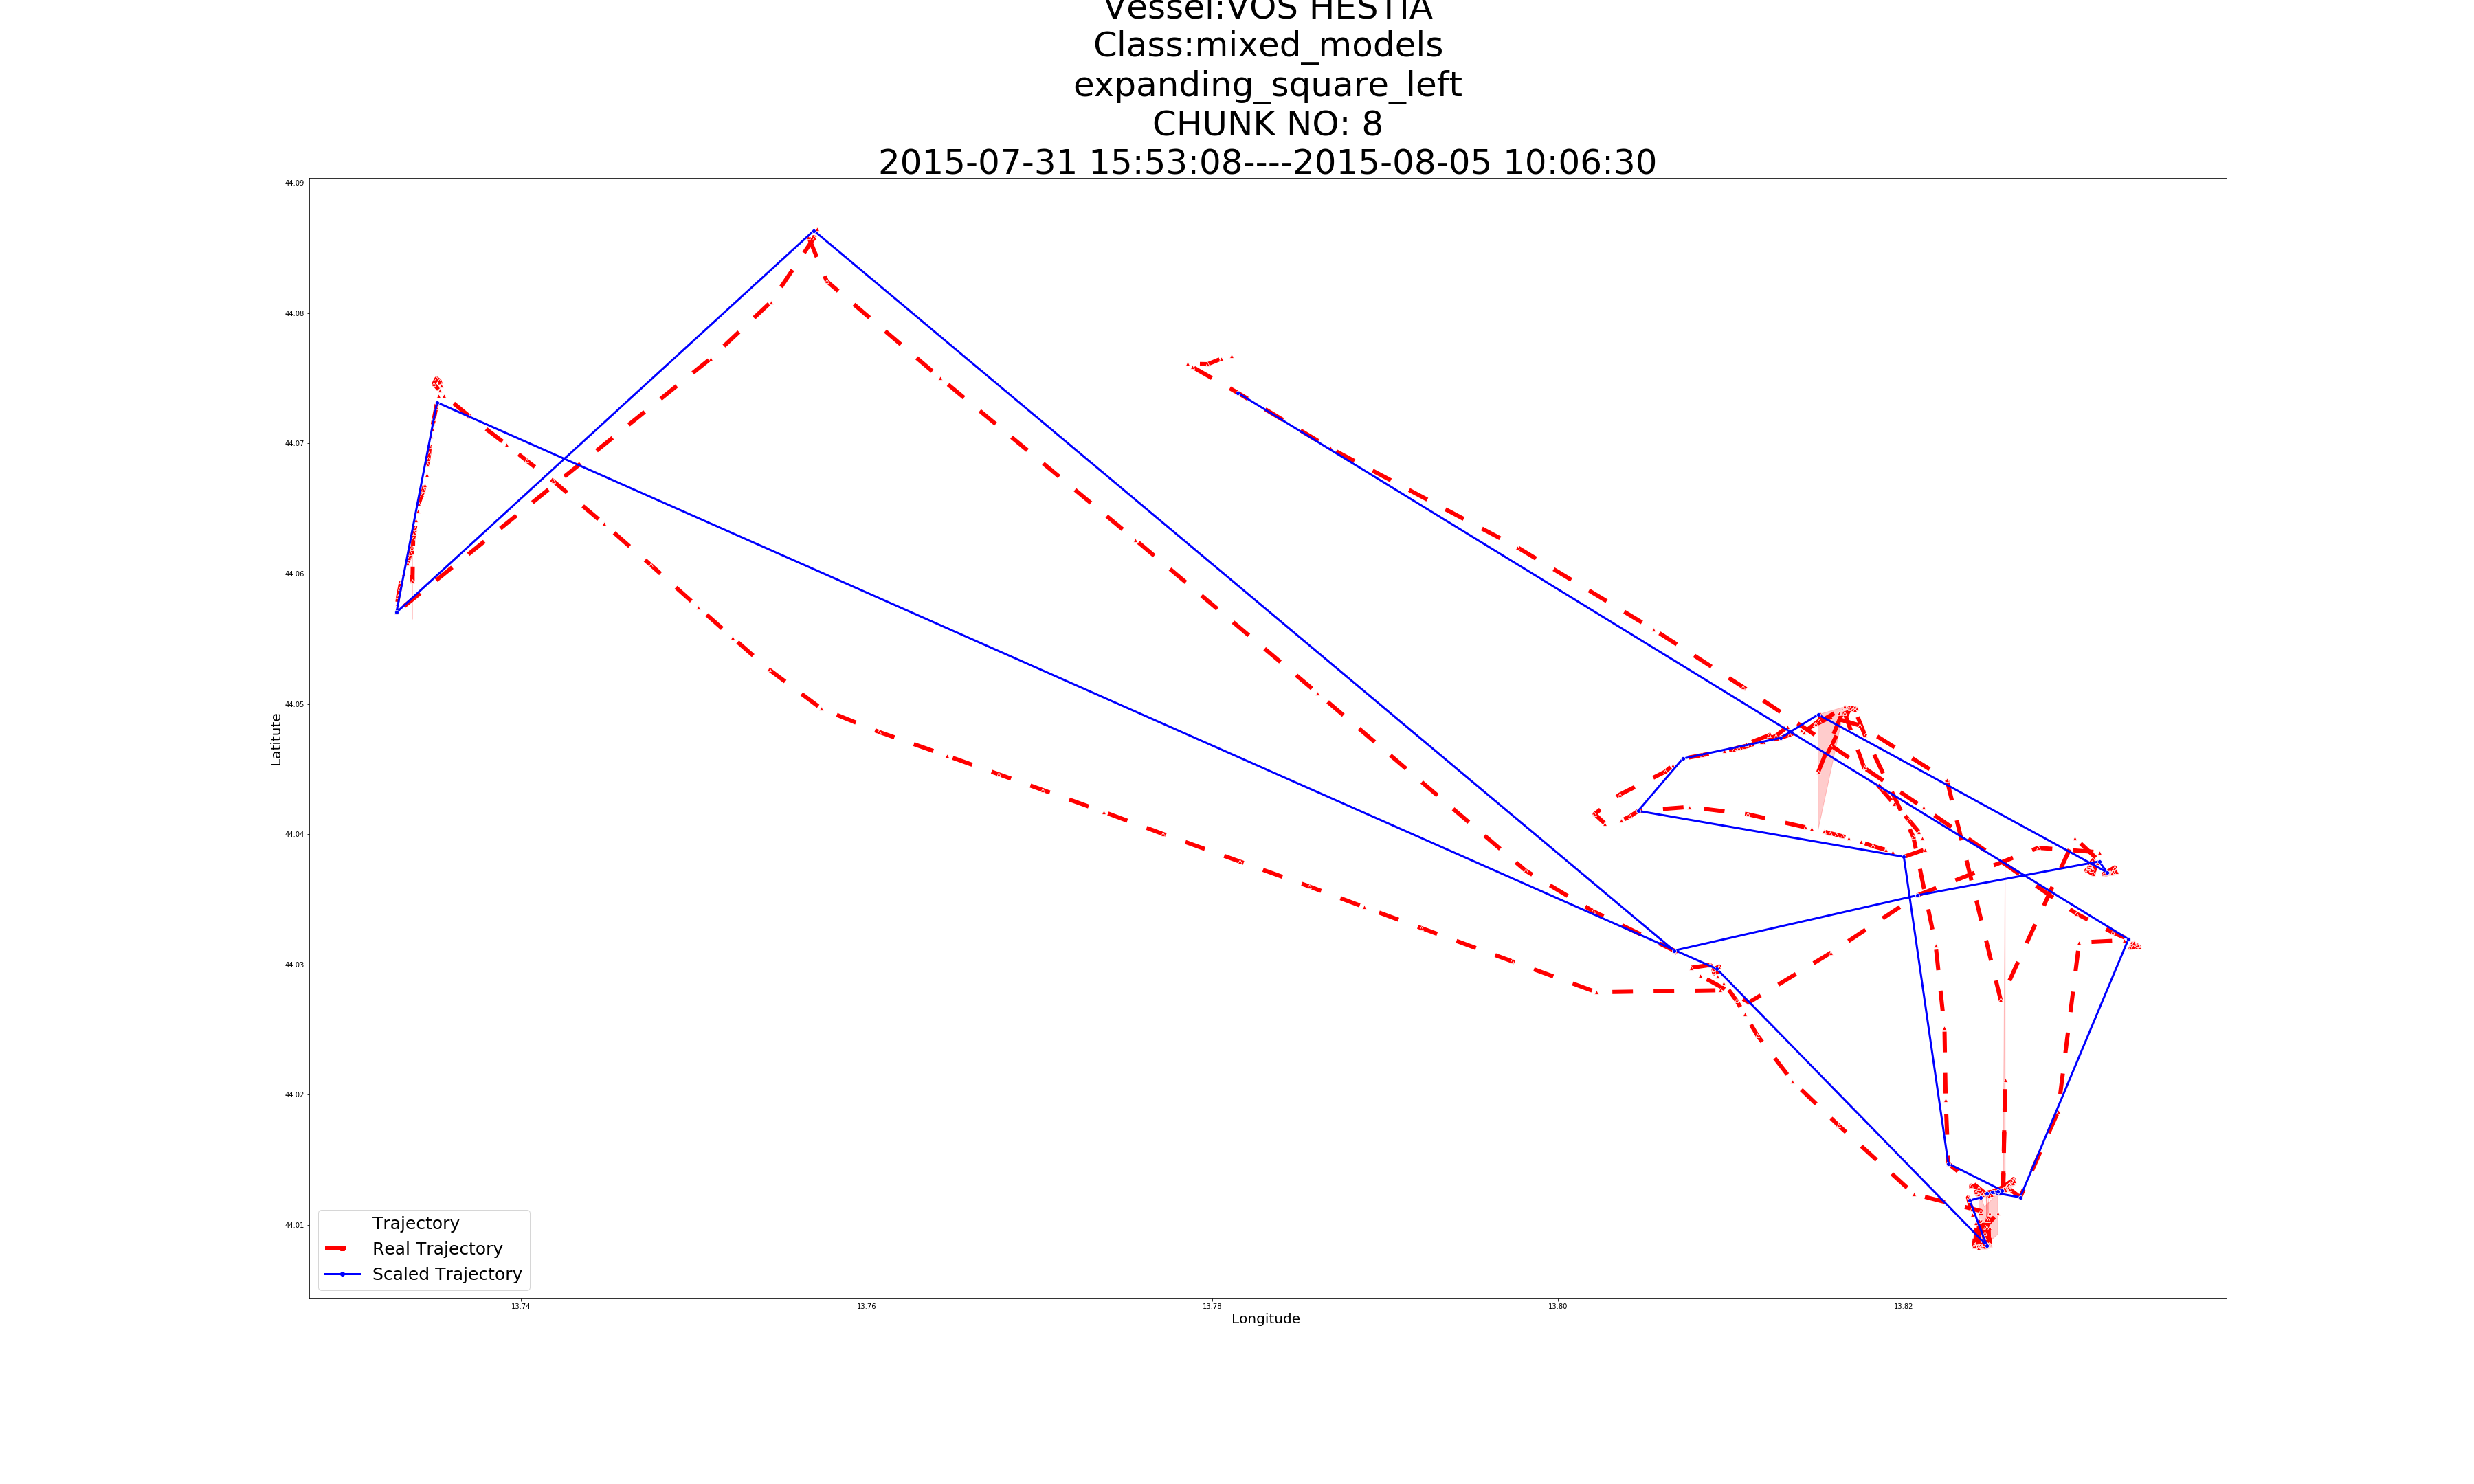 Vessel:VOS HESTIA
Class:mixed_models
expanding_square_left
CHUNK NO: 8
2015-07-31 15:53:08----2015-08-05 10:06:30
44.09
44.08
44.07
44.06
44.05
44.04
44.03
44.02
44.01
Latitute
Trajectory
Real Trajectory
Scaled Trajectory
13.74
13.76
13.78
13.80
13.82
Longitude